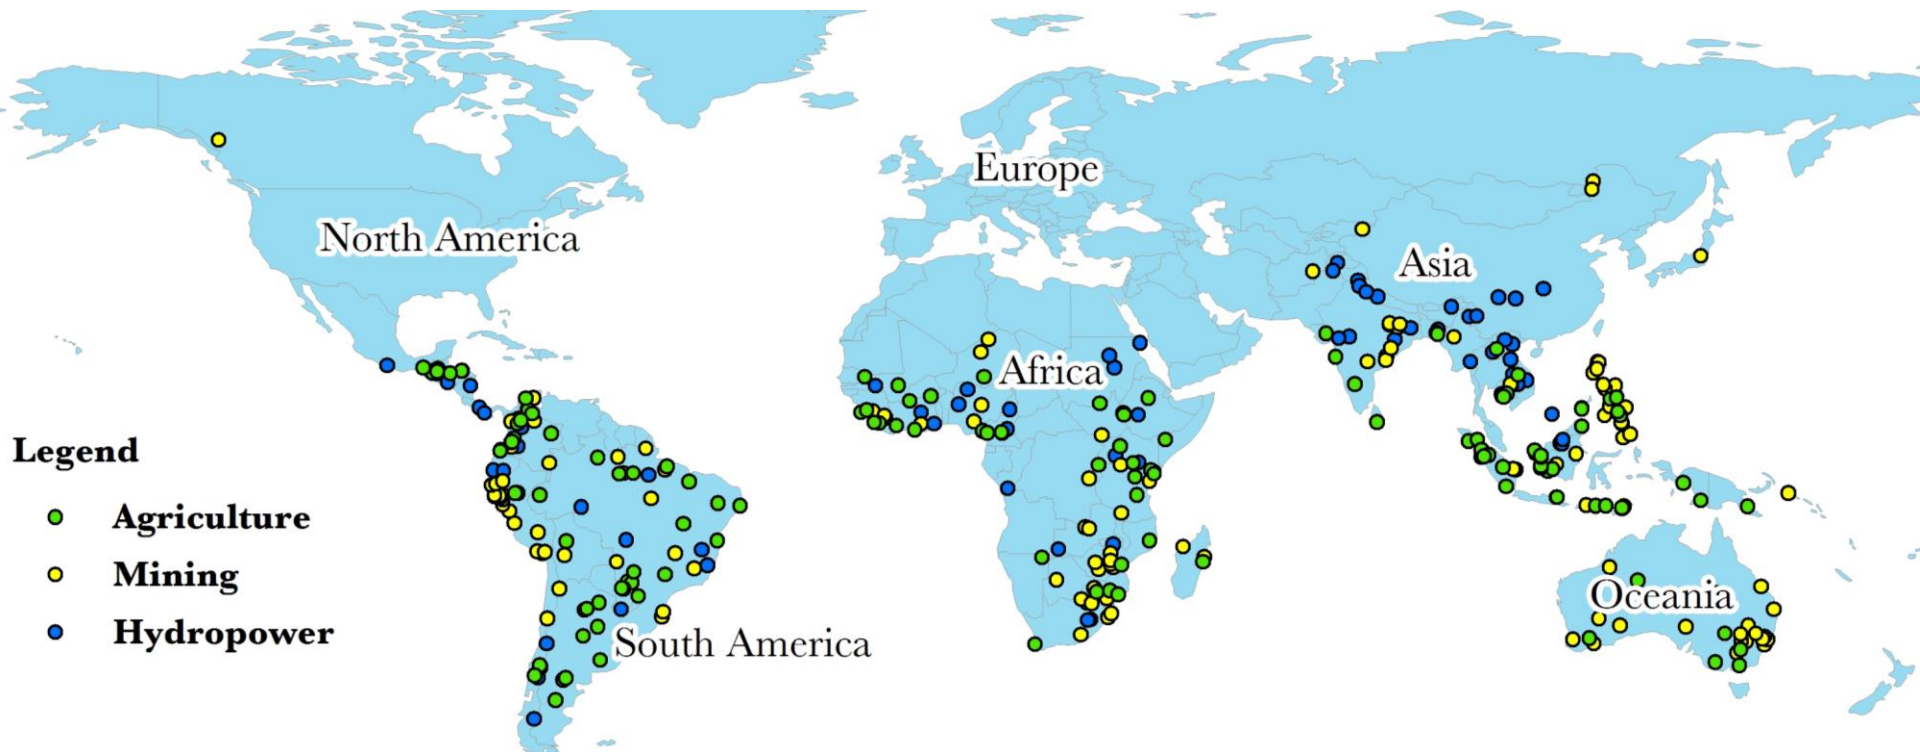 Europe
North America
Asia
Africa
Legend
Agriculture
Mining
Hydropower
Oceania
South America